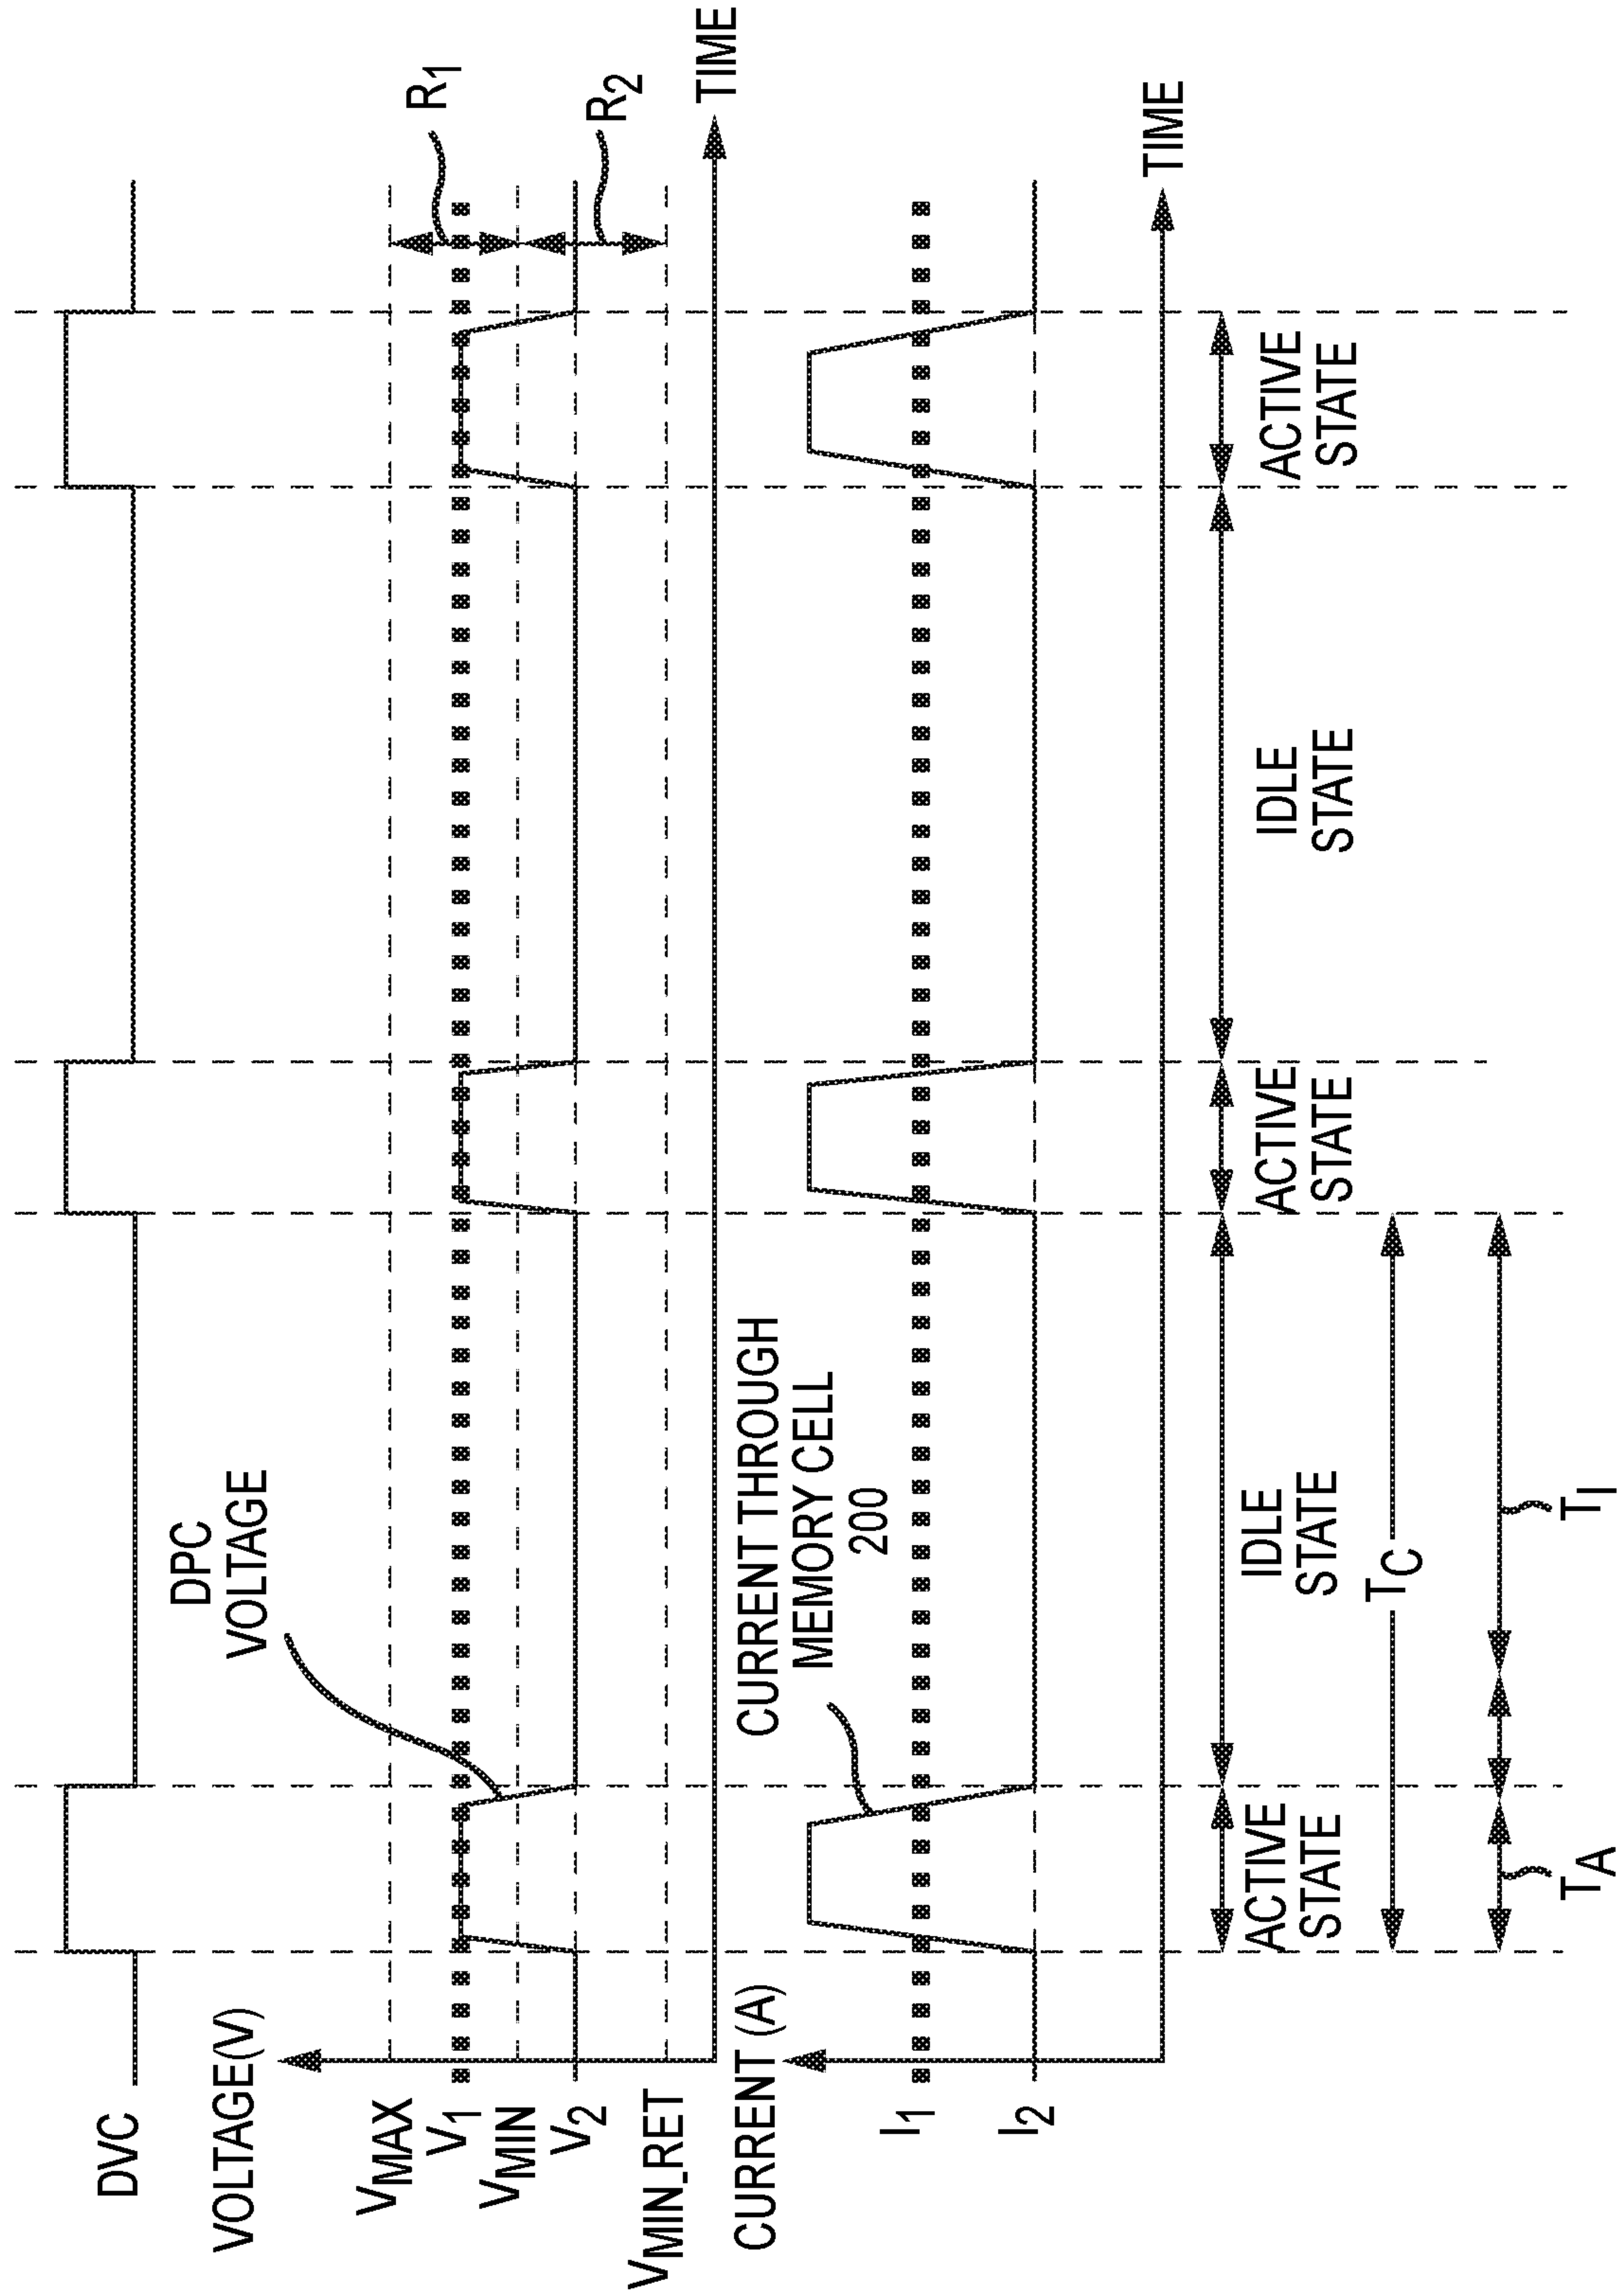 DVC
VOLTAGE(V)
DPC
VOLTAGE
VMAX
V1
VMIN
V2
VMIN_RET
R1
R2
TIME
CURRENT (A)
CURRENT THROUGH
MEMORY CELL
200
I1
I2
TIME
ACTIVE
STATE
IDLE
STATE
ACTIVE
STATE
IDLE
STATE
ACTIVE
STATE
TC
TA
TI